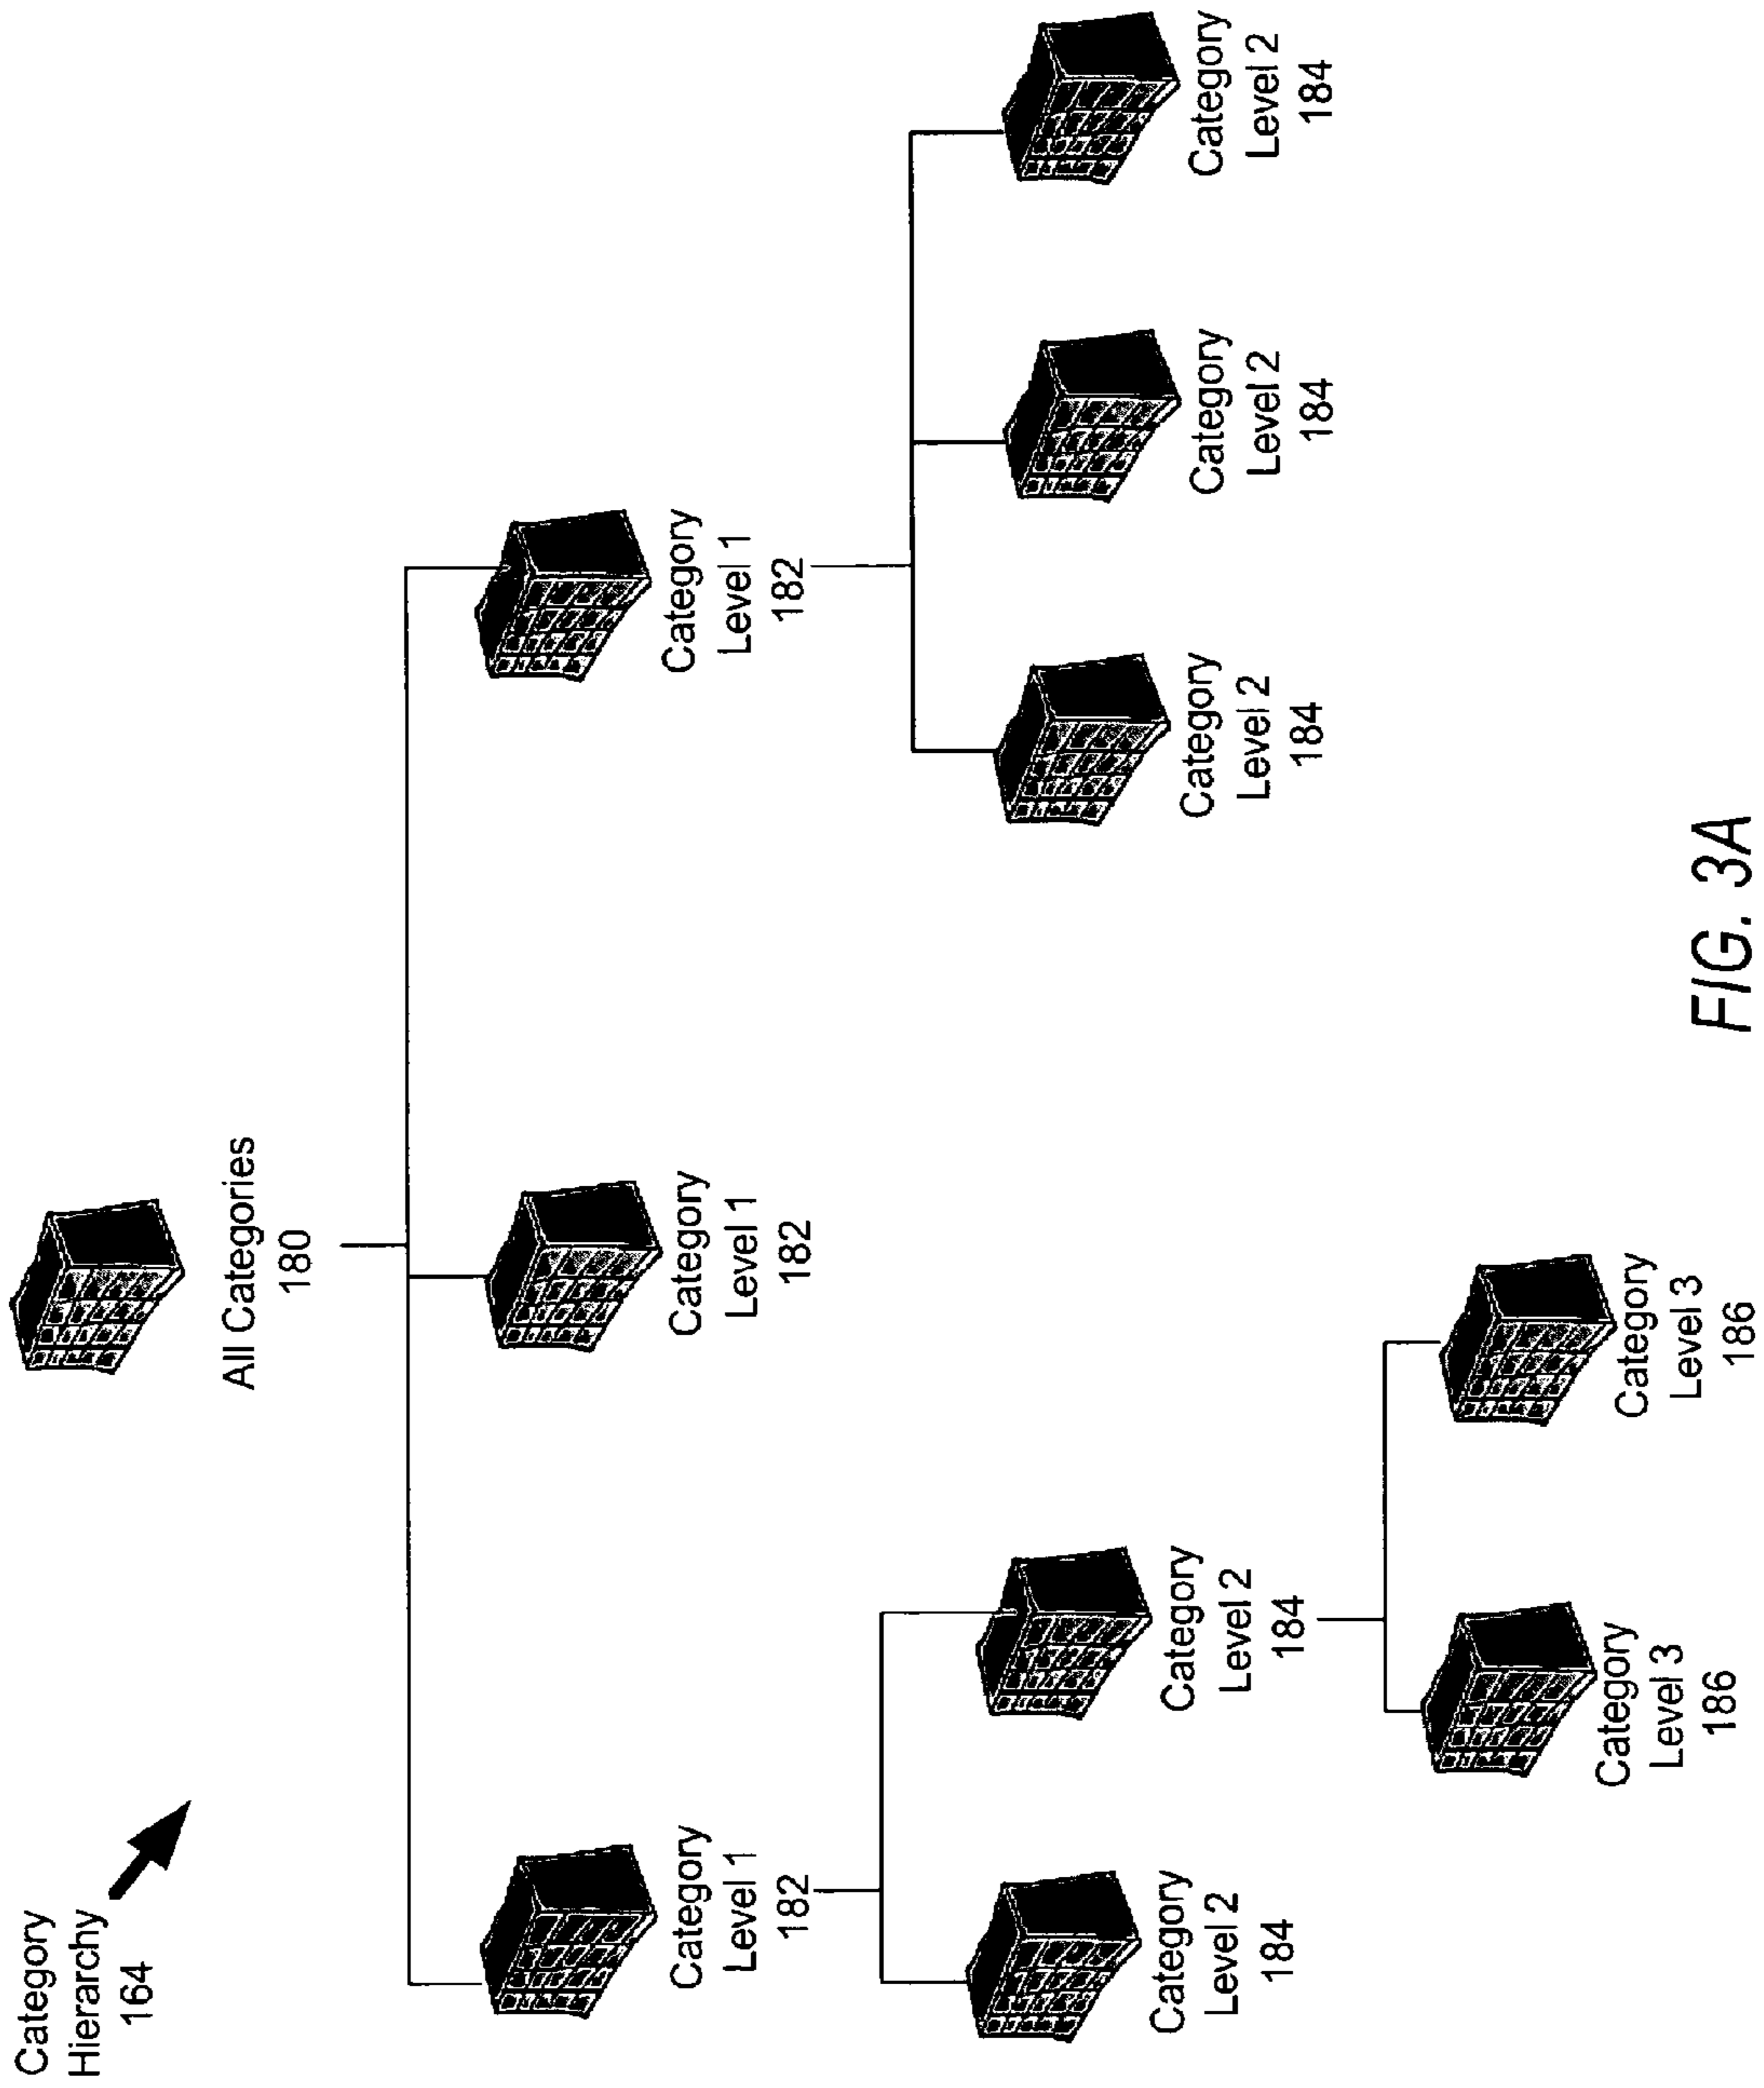 Category
Hierarchy
164
All Categories
180
Category
Level 1
182
Category
Level 1
182
Category
Level 1
182
Category
Level 2
184
Category
Level 2
184
Category
Level 2
184
Category
Level 2
184
Category
Level 2
184
Category
Level 3
186
Category
Level 3
186
FIG. 3A